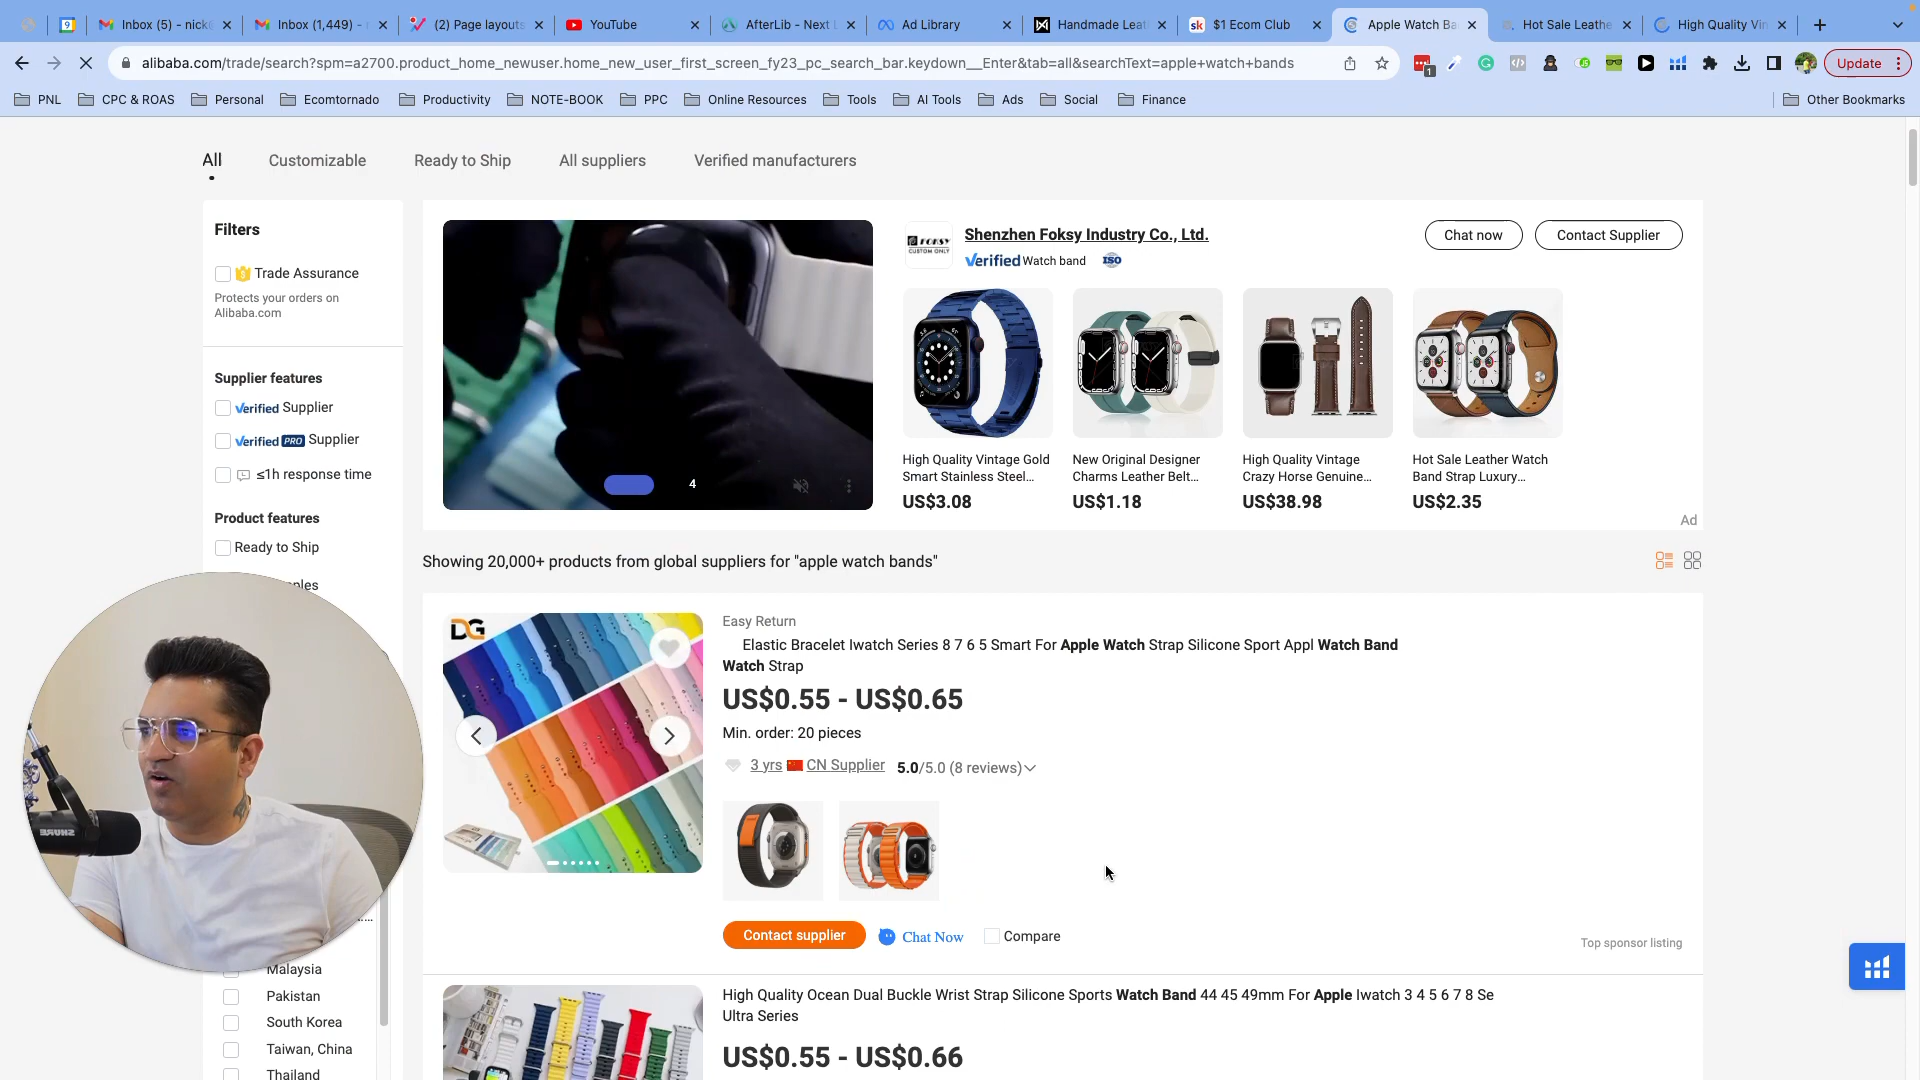 Inbox (5) - nick@
Inbox (1,449) - n
(2) Page layouts
YouTube
AfterLib - Next L
Ad Library
Handmade Leat
$1 Ecom Club
Apple Watch Ba
Hot Sale Leathe
High Quality Vin
alibaba.com/trade/search?spm=a2700.product_home_newuser.home_new_user_first_screen_fy23_pc_search_bar.keydown__Enter&tab=all&searchText=apple+watch+bands
1
Update
PNL
CPC & ROAS
Personal
Ecomtornado
Productivity
NOTE-BOOK
PPC
Online Resources
Tools
AI Tools
Ads
Social
Finance
Other Bookmarks
All
Customizable
Ready to Ship
All suppliers
Verified manufacturers
Filters
Trade Assurance
Protects your orders on
Alibaba.com
Supplier features
Verified Supplier
Verified PRO Supplier
≤1h response time
Product features
Ready to Ship
ples
Malaysia
Pakistan
South Korea
Taiwan, China
Thailand
4
FOKSY
CUSTOM ONLY
Shenzhen Foksy Industry Co., Ltd.
Verified Watch band ISO
Chat now
Contact Supplier
High Quality Vintage Gold
Smart Stainless Steel...
US$3.08
New Original Designer
Charms Leather Belt...
US$1.18
High Quality Vintage
Crazy Horse Genuine...
US$38.98
Hot Sale Leather Watch
Band Strap Luxury...
US$2.35
Ad
Showing 20,000+ products from global suppliers for "apple watch bands"
DG
Easy Return
Elastic Bracelet Iwatch Series 8 7 6 5 Smart For Apple Watch Strap Silicone Sport Appl Watch Band
Watch Strap
US$0.55 - US$0.65
Min. order: 20 pieces
3 yrs CN Supplier 5.0/5.0 (8 reviews)
Contact supplier
Chat Now
Compare
Top sponsor listing
High Quality Ocean Dual Buckle Wrist Strap Silicone Sports Watch Band 44 45 49mm For Apple Iwatch 3 4 5 6 7 8 Se
Ultra Series
US$0.55 - US$0.66
SHURE